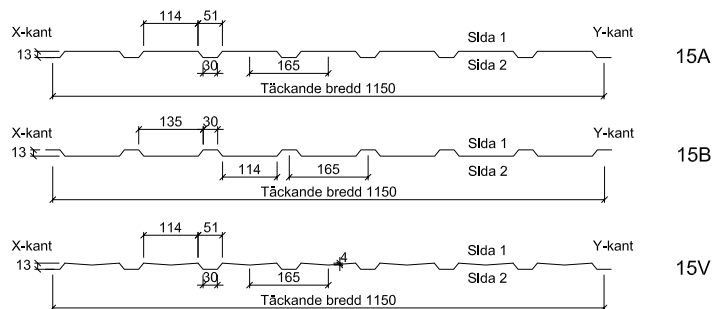 114 51
X-kant Sida 1 Y-kant
13 Sida 2 15A
30 165
Täckande bredd 1150
135 30
X-kant Sida 1 Y-kant
13 Sida 2 15B
114 165
Täckande bredd 1150
114 51
X-kant 4 Sida 1 Y-kant
13 Sida 2 15V
30 165
Täckande bredd 1150